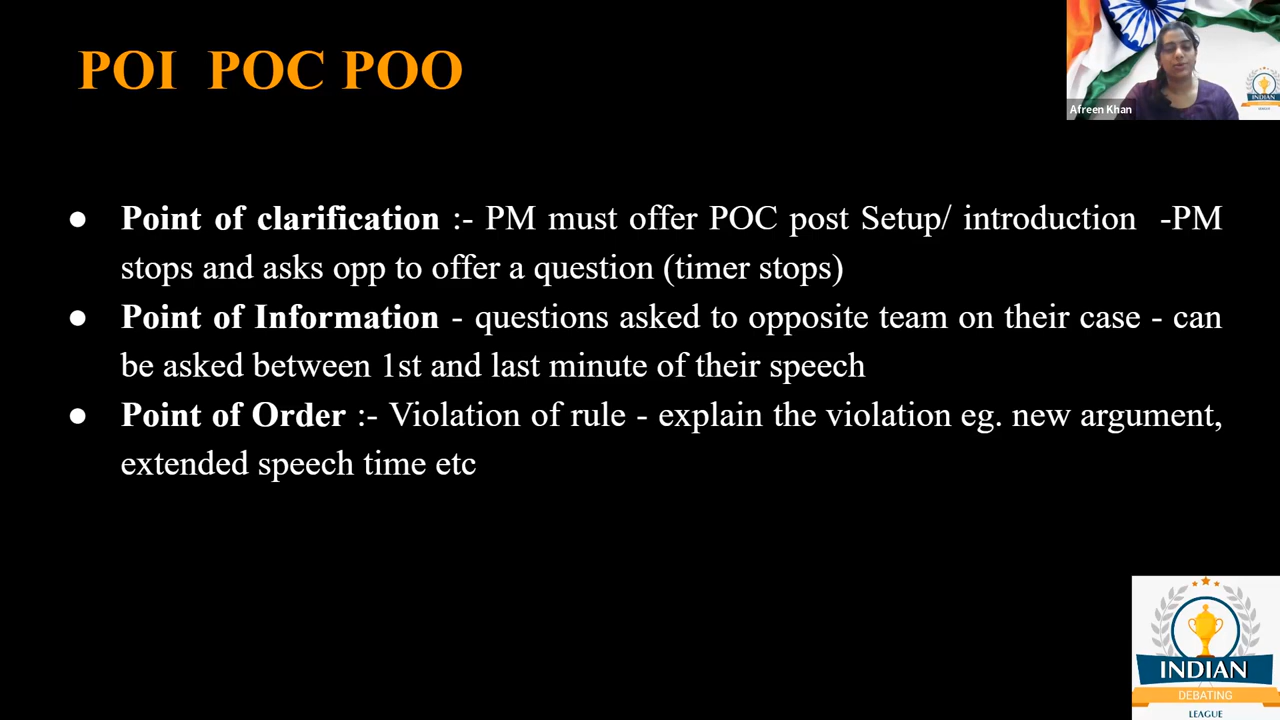 POI POC POO
Afreen Khan
INDIAN
● Point of clarification :- PM must offer POC post Setup/ introduction -PM
stops and asks opp to offer a question (timer stops)
● Point of Information - questions asked to opposite team on their case - can
be asked between 1st and last minute of their speech
● Point of Order :- Violation of rule - explain the violation eg. new argument,
extended speech time etc
INDIAN
DEBATING
LEAGUE